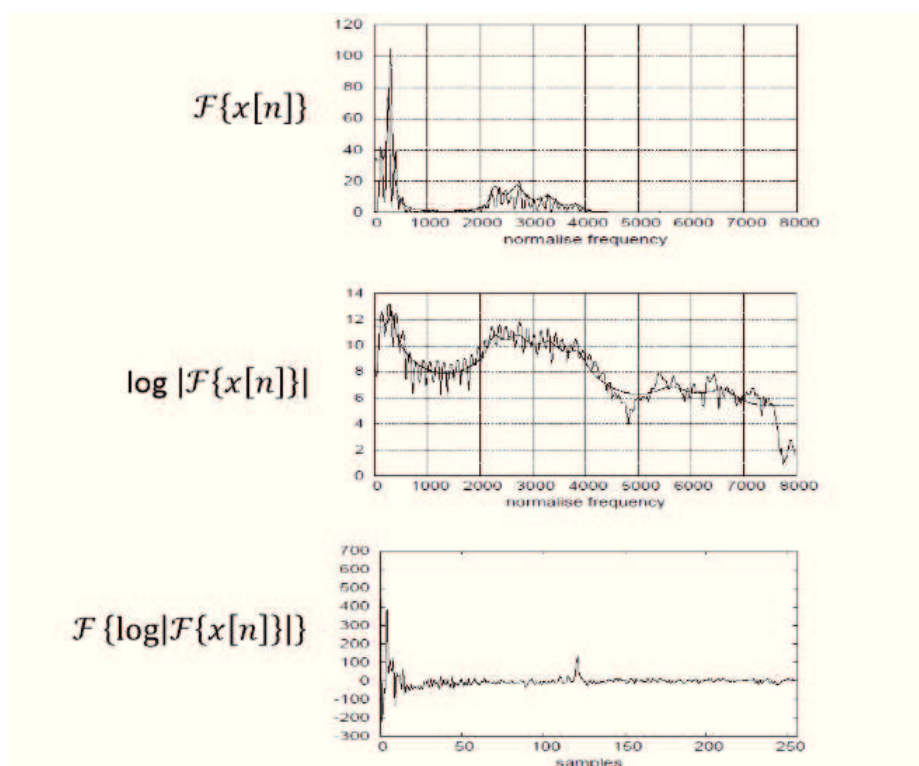 120
100
80
60
40
20
0
ℱ{x[n]}
0 1000 2000 3000 4000 5000 6000 7000 8000
normalise frequency
14
12
10
8
6
4
2
0
log |ℱ{x[n]}|
0 1000 2000 3000 4000 5000 6000 7000 8000
normalise frequency
700
600
500
400
300
200
100
0
-100
-200
-300
ℱ {log|ℱ{x[n]}|}
0 50 100 150 200 250
samples